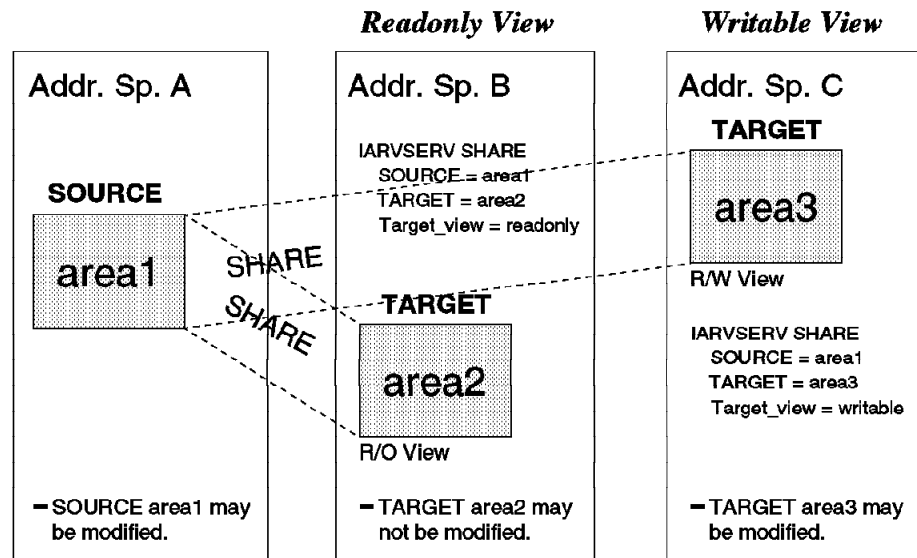 Readonly View
Writable View
Addr. Sp. A
SOURCE
area1
SHARE
SHARE
– SOURCE area1 may
be modified.
Addr. Sp. B
IARVSERV SHARE
SOURCE = area1
TARGET = area2
Target_view = readonly
TARGET
area2
R/O View
– TARGET area2 may
not be modified.
Addr. Sp. C
TARGET
area3
R/W View
IARVSERV SHARE
SOURCE = area1
TARGET = area3
Target_view = writable
– TARGET area3 may
be modified.